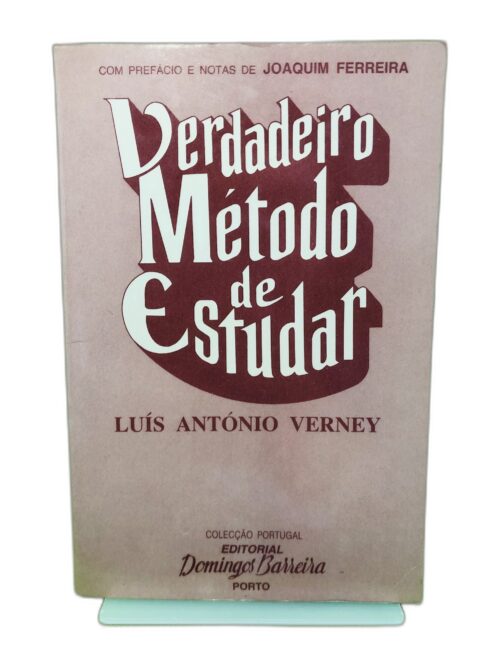 COM PREFÁCIO E NOTAS DE JOAQUIM FERREIRA
Verdadeiro
Método
de
Estudar
LUÍS ANTÓNIO VERNEY
COLECÇÃO PORTUGAL
EDITORIAL
Domingos Barreira
PORTO